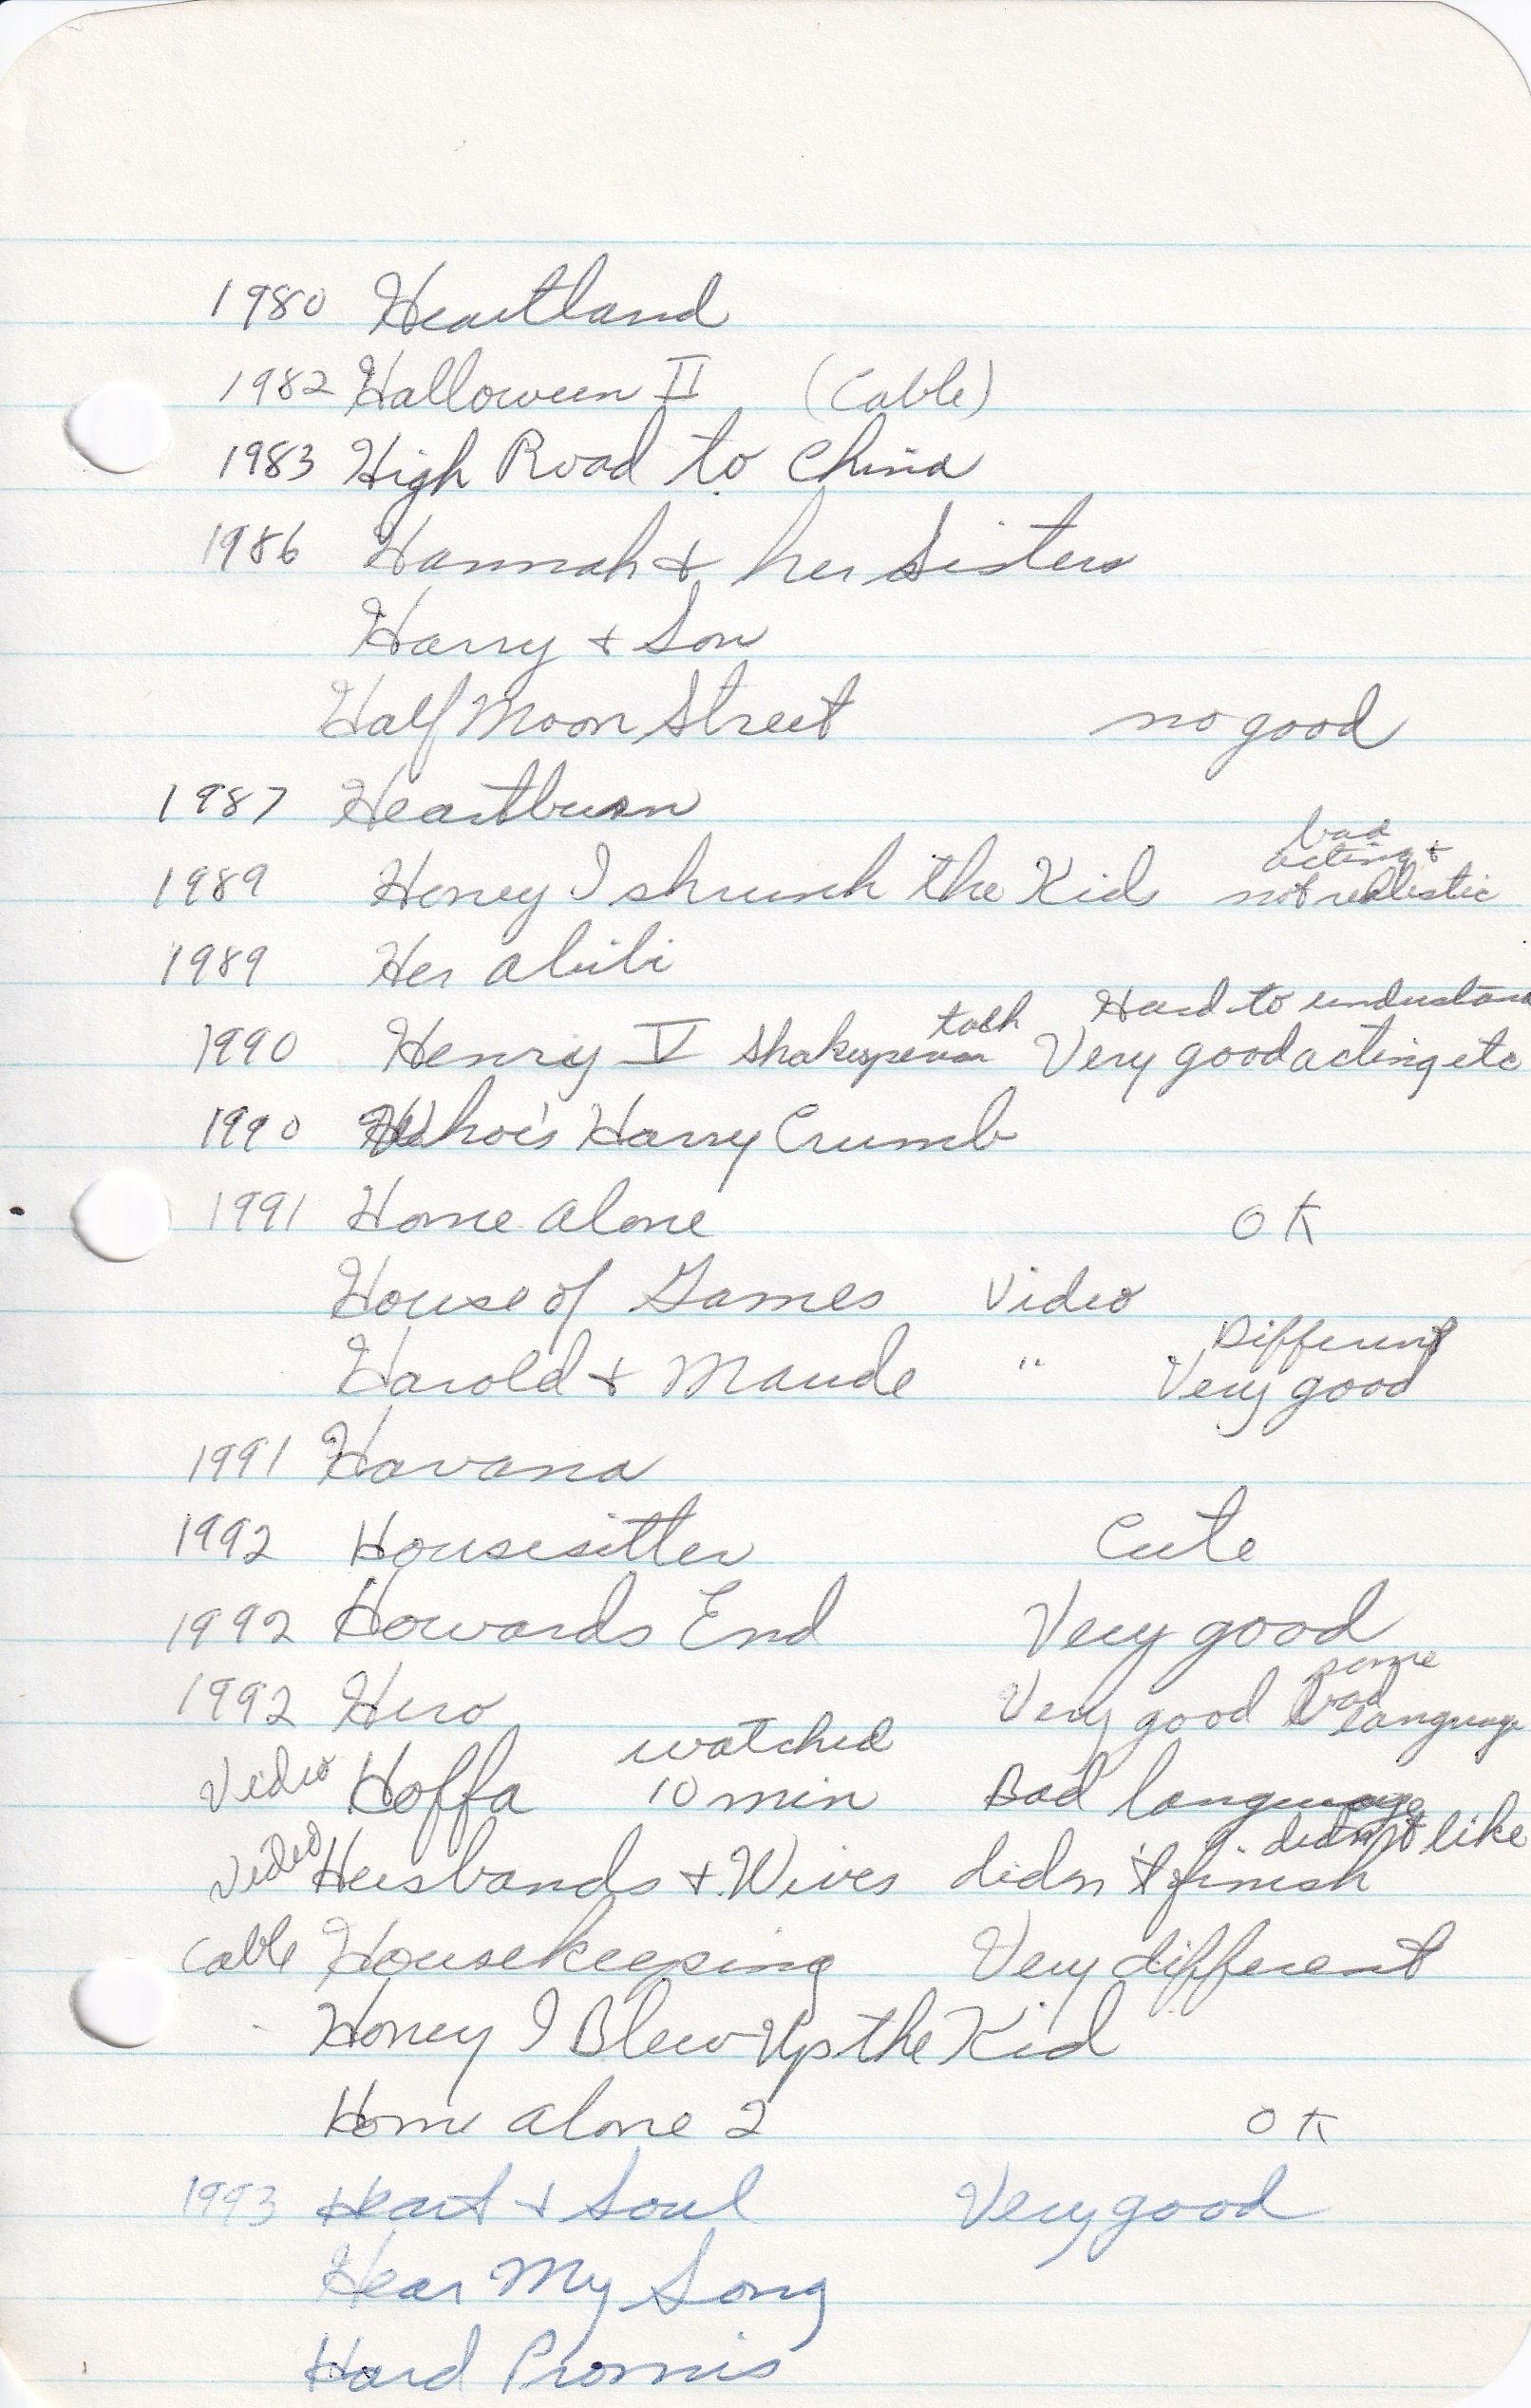 1980 Heartland
1982 Halloween II (Cable)
1983 High Road to China
1986 Hannah + her Sisters
Harry + Son
Half Moon Street no good
1987 Heartburn
bad
acting +
1989 Honey I shrunk the Kids not realistic
1989 Her alibi
talk Hard to understand
1990 Henry V Shakesperean Very good acting etc
1990 Who's Harry Crumb
1991 Home alone OK
House of Games Video
Different
Harold + Maude " Very good
1991 Havana
1992 Housesitter Cute
1992 Howards End Very good
some
1992 Hero Very good bad language
watched
Video Hoffa 10 min Bad language
didn't like
Video Husbands + Wives didn't finish
Cable Housekeeping Very different
Honey I Blew Up the Kid
Home alone 2 OK
1993 Heart + Soul Very good
Hear My Song
Hard Promis